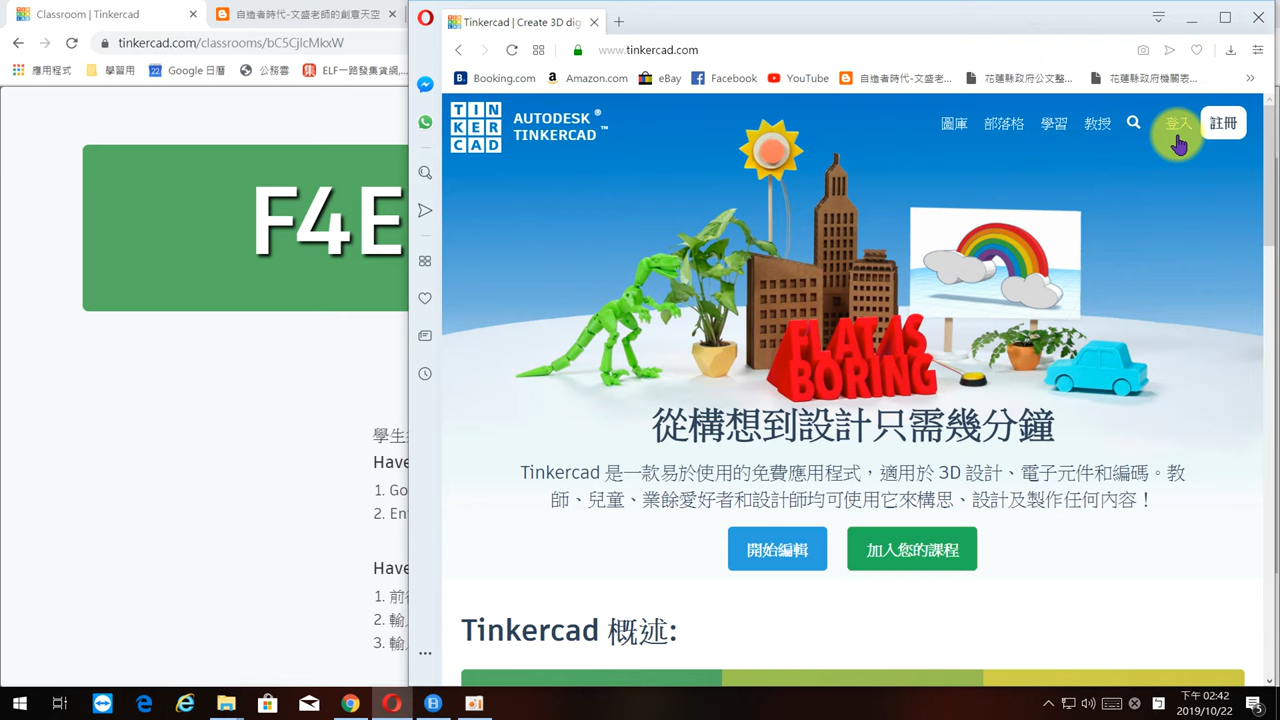 Classroom | Tinkercad
自造者時代-文盛老師的創意天空
tinkercad.com/classrooms/bC5CjlcMkxW
應用程式
學習用
22
Google 日曆
公務雲
ELF一路發集貨網,...
F4E
學生
Have
1. Go
2. En
Have
1. 前
2. 輸
3. 輸
Tinkercad | Create 3D dig
www.tinkercad.com
B.
Booking.com
Amazon.com
eBay
Facebook
YouTube
自造者時代-文盛老...
花蓮縣政府公文整...
花蓮縣政府機關表...
TIN
KER
CAD
AUTODESK®
TINKERCAD™
圖庫
部落格
學習
教授
登入
註冊
FLAT IS
BORING
從構想到設計只需幾分鐘
Tinkercad 是一款易於使用的免費應用程式，適用於 3D 設計、電子元件和編碼。教
師、兒童、業餘愛好者和設計師均可使用它來構思、設計及製作任何內容！
開始編輯
加入您的課程
Tinkercad 概述:
下午 02:42
2019/10/22
5